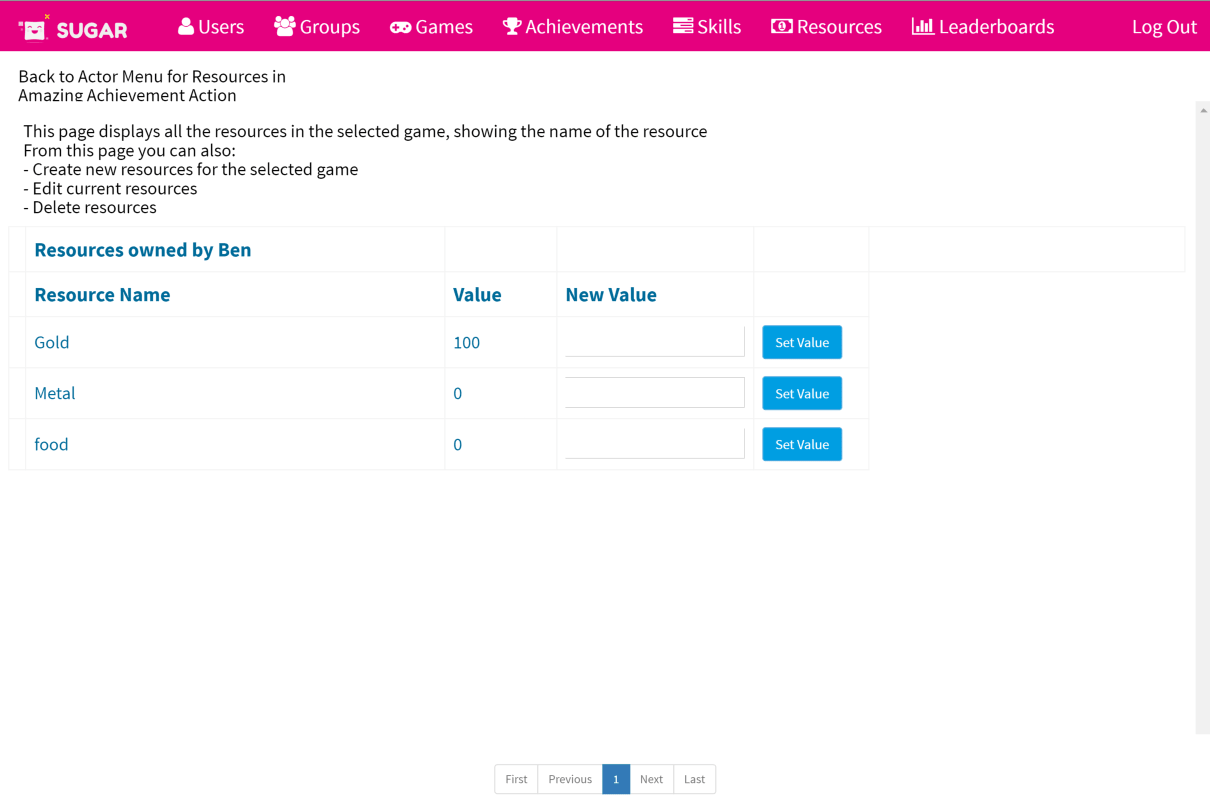 SUGAR Users Groups Games Achievements Skills Resources Leaderboards Log Out
Back to Actor Menu for Resources in
Amazing Achievement Action
This page displays all the resources in the selected game, showing the name of the resource
From this page you can also:
- Create new resources for the selected game
- Edit current resources
- Delete resources
Resources owned by Ben
Resource Name Value New Value
Gold 100 Set Value
Metal 0 Set Value
food 0 Set Value
First Previous 1 Next Last